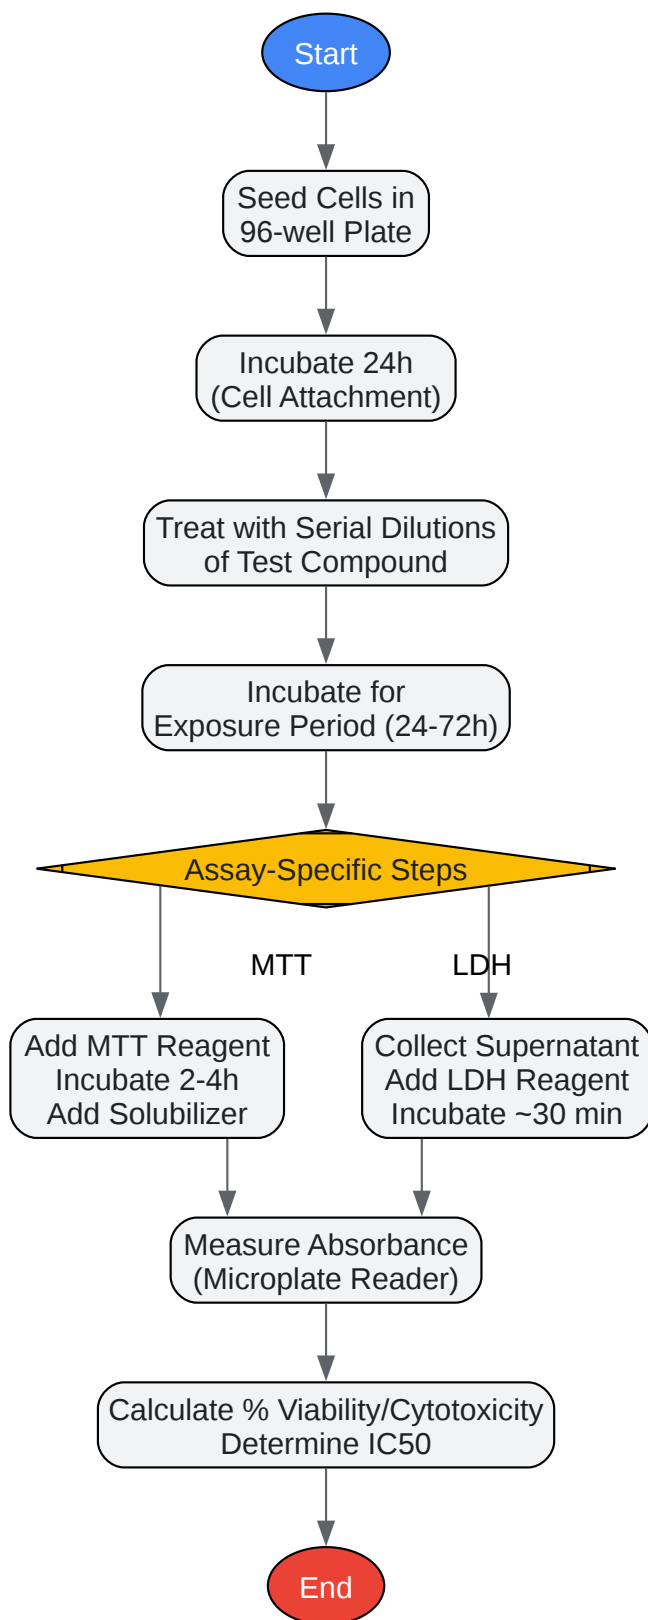 Start
Seed Cells in
96-well Plate
Incubate 24h
(Cell Attachment)
Treat with Serial Dilutions
of Test Compound
Incubate for
Exposure Period (24-72h)
Assay-Specific Steps
MTT
LDH
Add MTT Reagent
Incubate 2-4h
Add Solubilizer
Collect Supernatant
Add LDH Reagent
Incubate ~30 min
Measure Absorbance
(Microplate Reader)
Calculate % Viability/Cytotoxicity
Determine IC50
End